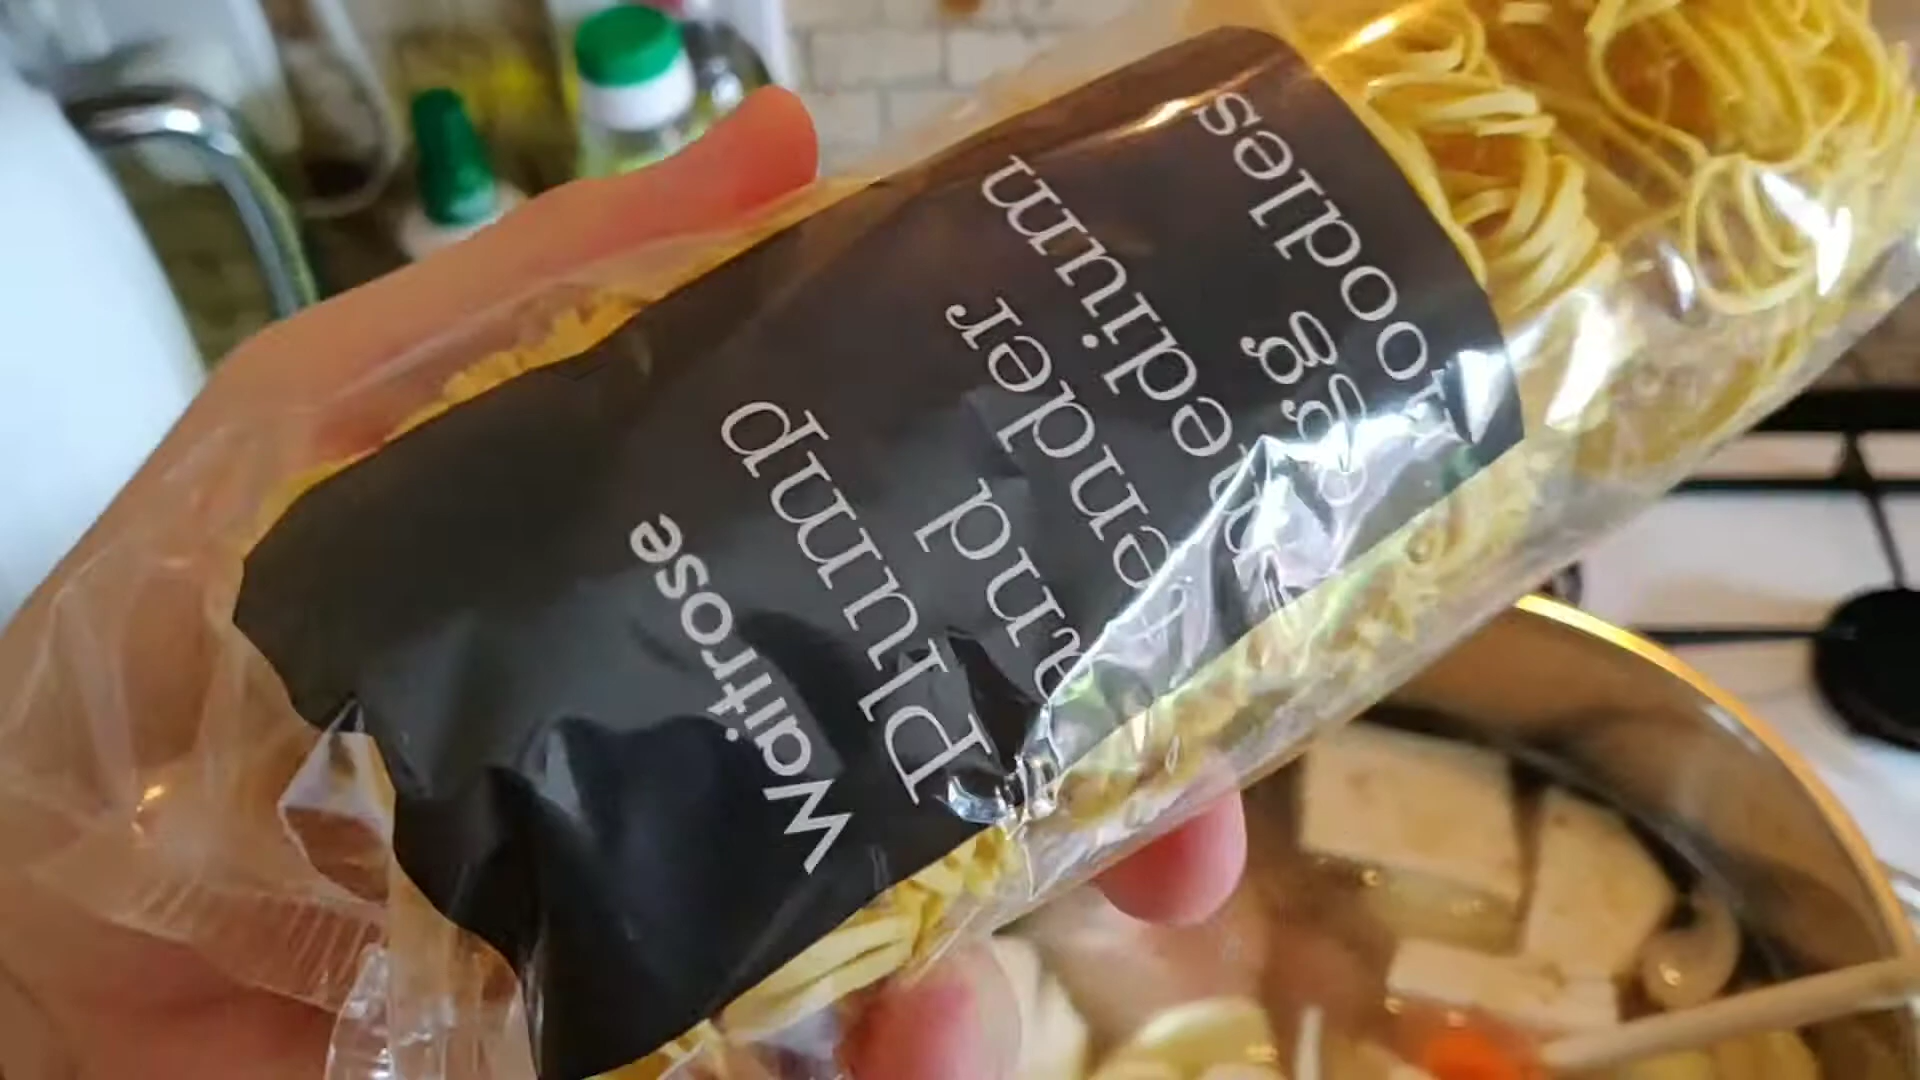 Waitrose
Plump
and tender
medium
egg
noodles